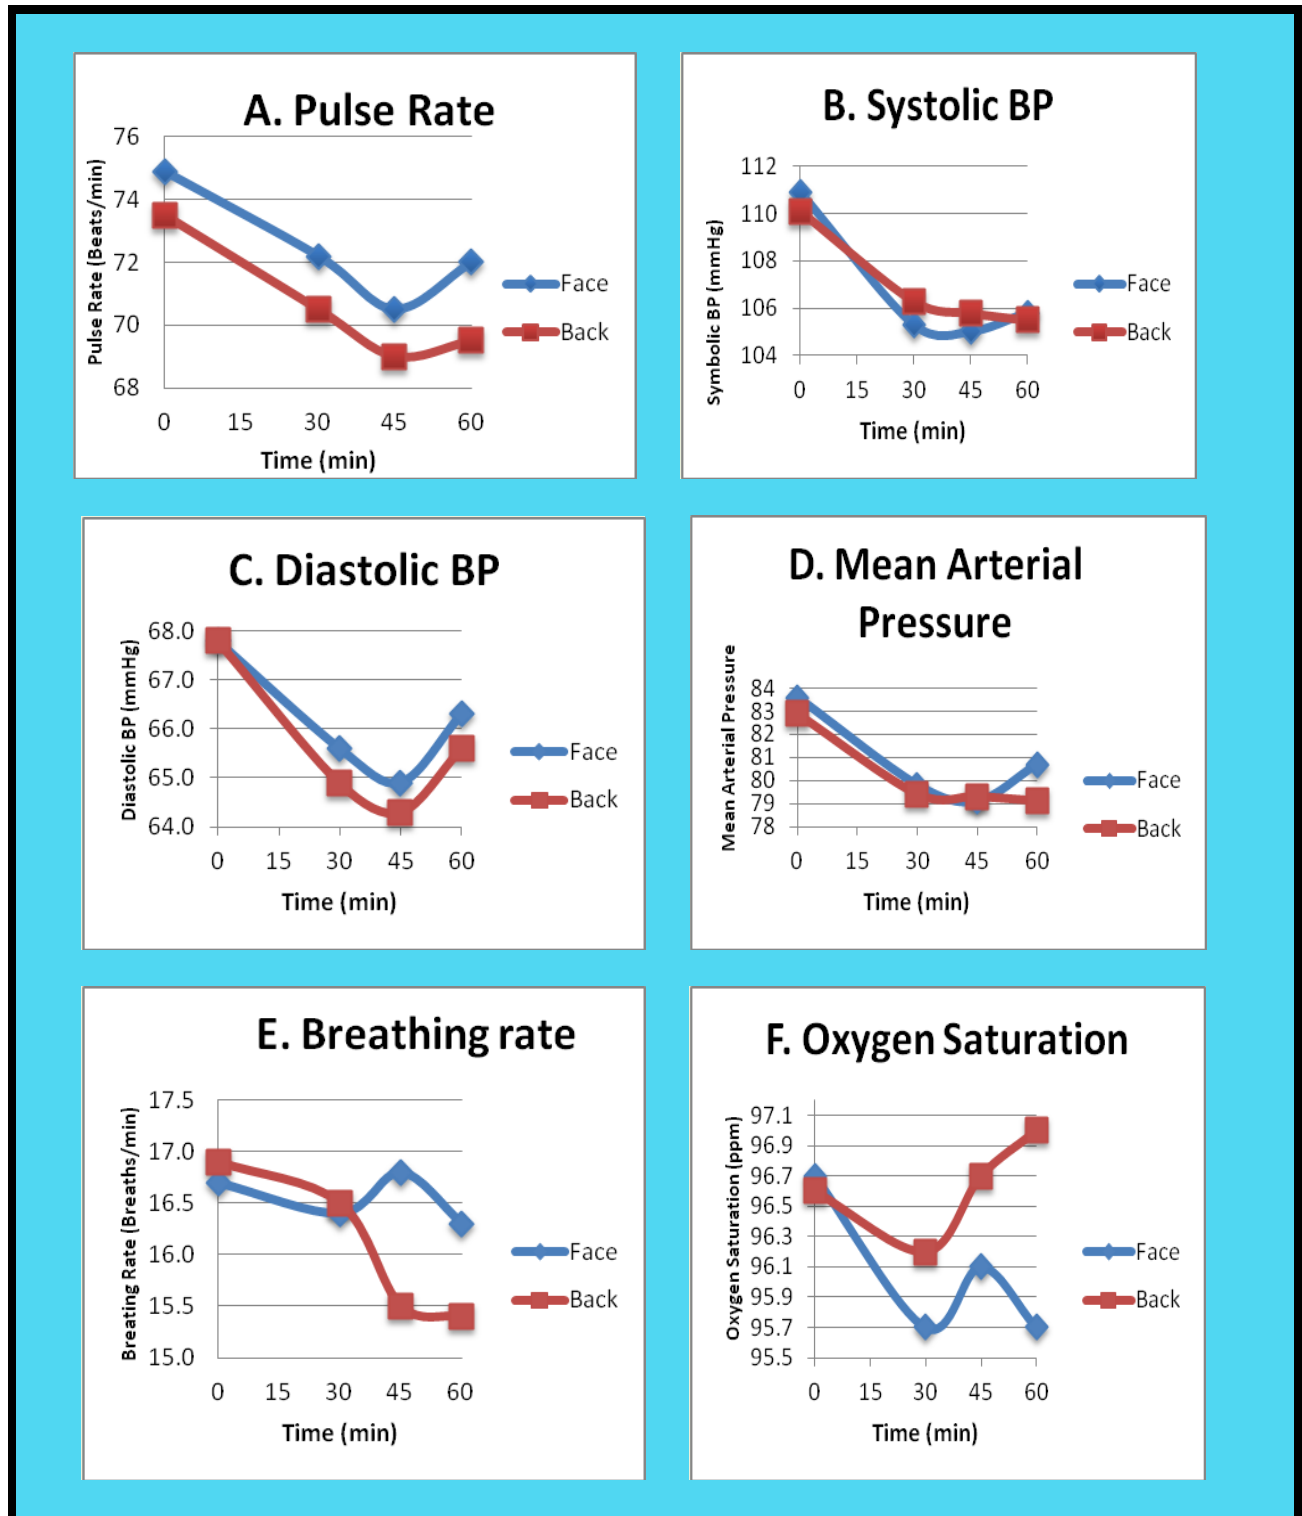 A. Pulse Rate
Pulse Rate (Beats/min)
76
74
72
70
68
0 15 30 45 60
Time (min)
Face
Back
B. Systolic BP
Symbolic BP (mmHg)
112
110
108
106
104
0 15 30 45 60
Time (min)
Face
Back
C. Diastolic BP
Diastolic BP (mmHg)
68.0
67.0
66.0
65.0
64.0
0 15 30 45 60
Time (min)
Face
Back
D. Mean Arterial
Pressure
Mean Arterial Pressure
84
83
82
81
80
79
78
0 15 30 45 60
Time (min)
Face
Back
E. Breathing rate
Breating Rate (Breaths/min)
17.5
17.0
16.5
16.0
15.5
15.0
0 15 30 45 60
Time (min)
Face
Back
F. Oxygen Saturation
Oxygen Saturation (ppm)
97.1
96.9
96.7
96.5
96.3
96.1
95.9
95.7
95.5
0 15 30 45 60
Time (min)
Face
Back